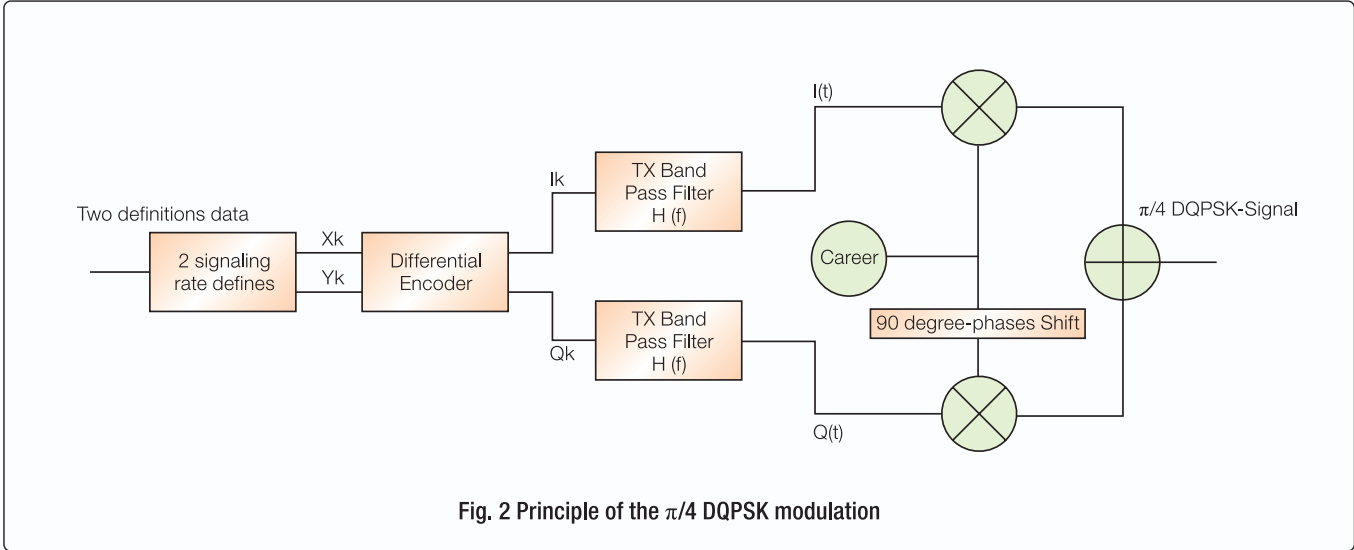 Two definitions data
2 signaling
rate defines
Xk
Yk
Differential
Encoder
Ik
Qk
TX Band
Pass Filter
H (f)
TX Band
Pass Filter
H (f)
I(t)
Q(t)
Career
90 degree-phases Shift
π/4 DQPSK-Signal
Fig. 2 Principle of the π/4 DQPSK modulation